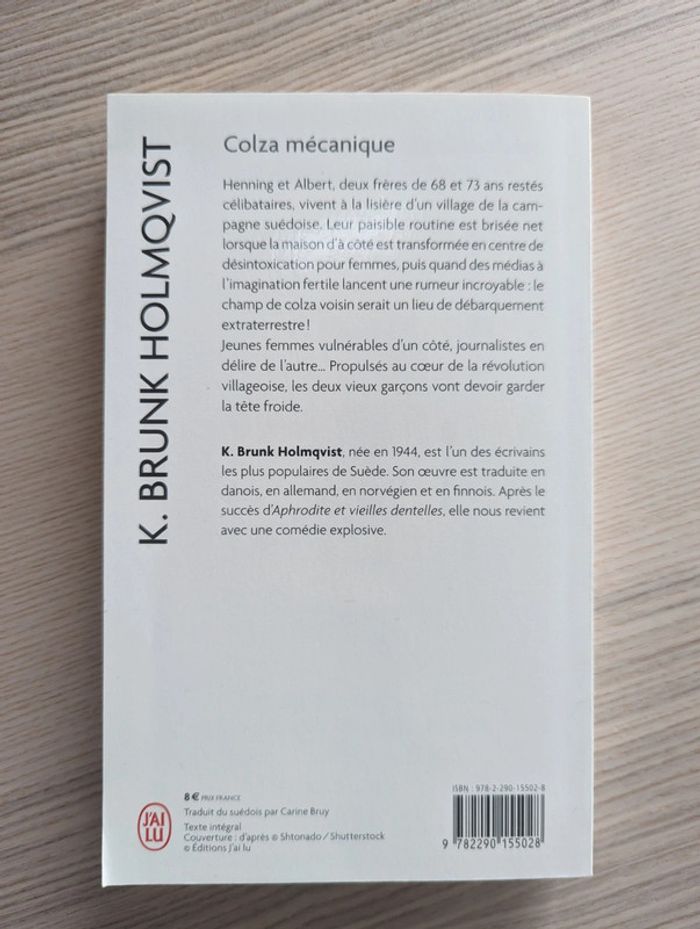 K. BRUNK HOLMQVIST
Colza mécanique
Henning et Albert, deux frères de 68 et 73 ans restés
célibataires, vivent à la lisière d'un village de la cam-
pagne suédoise. Leur paisible routine est brisée net
lorsque la maison d'à côté est transformée en centre de
désintoxication pour femmes, puis quand des médias à
l'imagination fertile lancent une rumeur incroyable : le
champ de colza voisin serait un lieu de débarquement
extraterrestre !
Jeunes femmes vulnérables d'un côté, journalistes en
délire de l'autre... Propulsés au cœur de la révolution
villageoise, les deux vieux garçons vont devoir garder
la tête froide.
K. Brunk Holmqvist, née en 1944, est l'un des écrivains
les plus populaires de Suède. Son œuvre est traduite en
danois, en allemand, en norvégien et en finnois. Après le
succès d'Aphrodite et vieilles dentelles, elle nous revient
avec une comédie explosive.
J'AI
LU
8 € PRIX FRANCE
Traduit du suédois par Carine Bruy
Texte intégral
Couverture : d'après © Shtonado / Shutterstock
© Éditions J'ai lu
ISBN : 978-2-290-15502-8
9 782290 155028